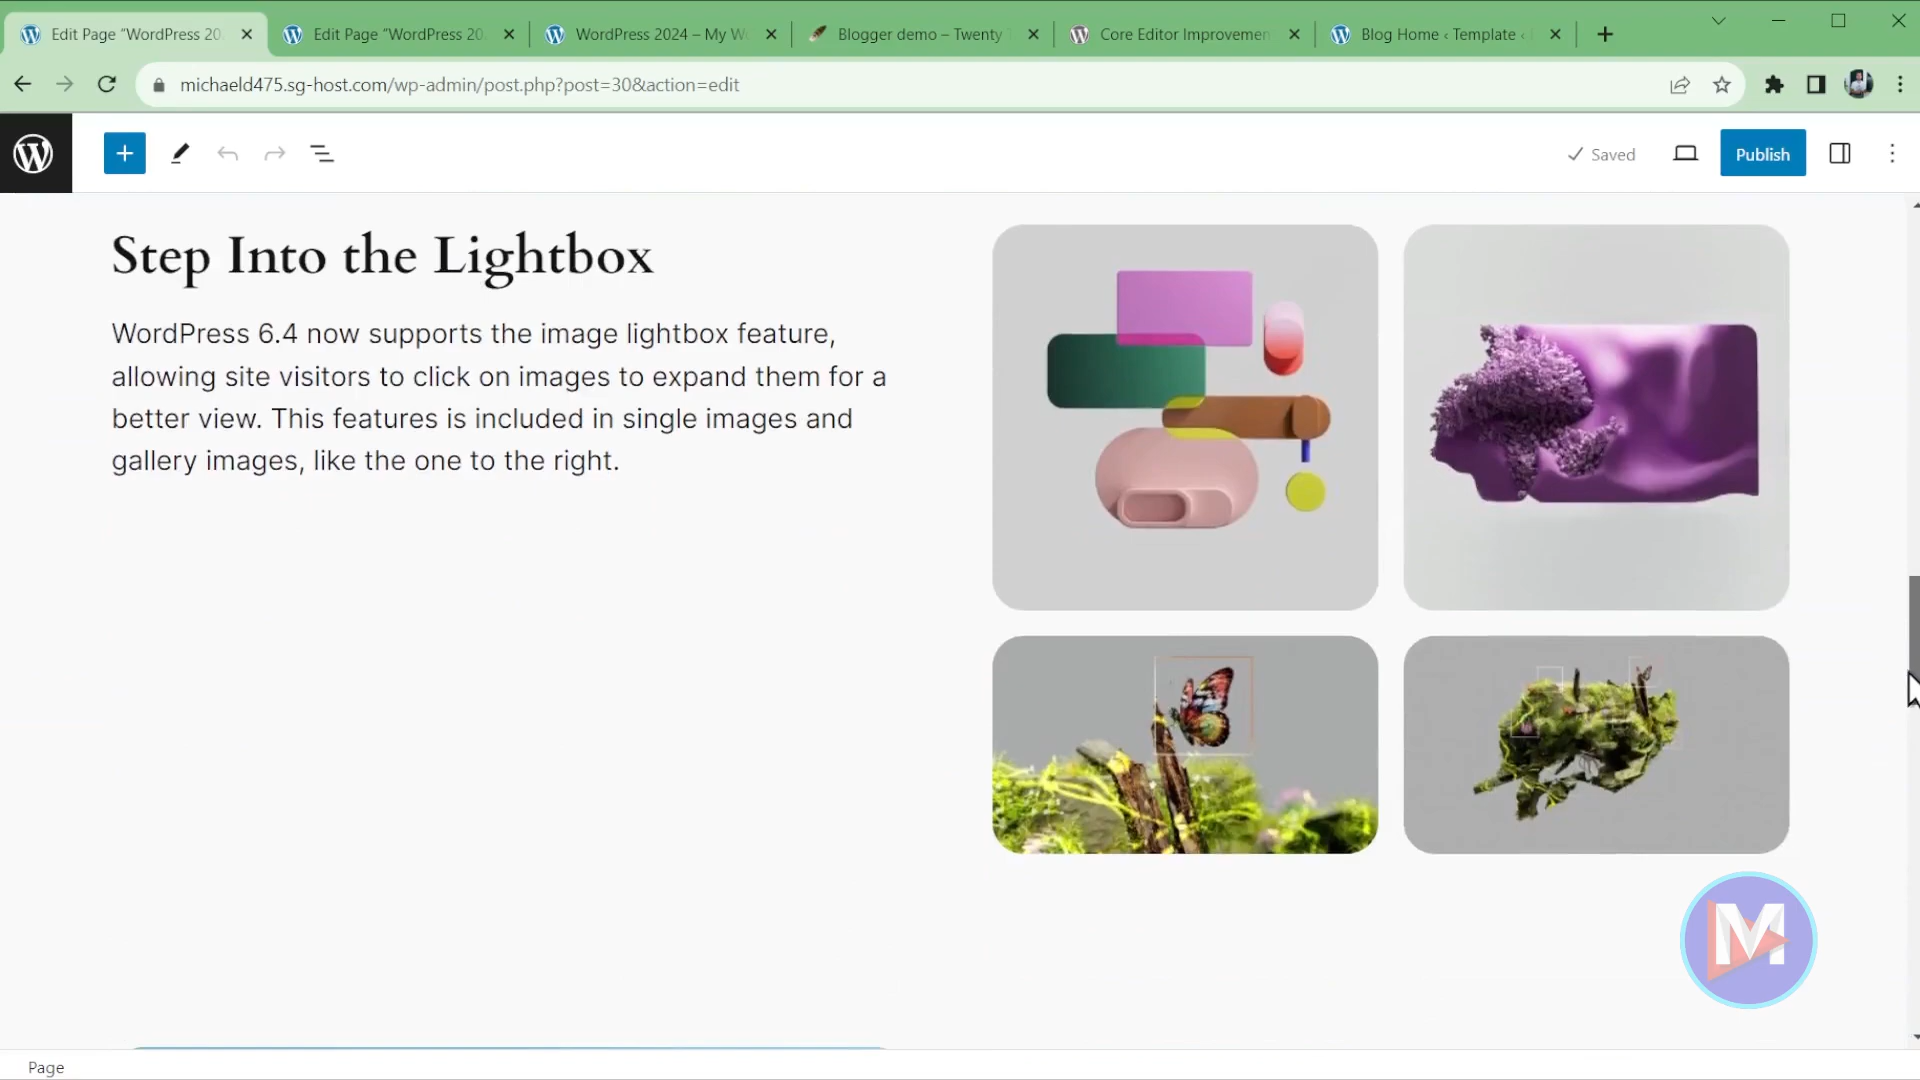 Edit Page “WordPress 20
Edit Page “WordPress 20
WordPress 2024 – My W
Blogger demo – Twenty T
Core Editor Improvemen
Blog Home ‹ Template ‹
michaeld475.sg-host.com/wp-admin/post.php?post=30&action=edit
Saved
Publish
Step Into the Lightbox
WordPress 6.4 now supports the image lightbox feature,
allowing site visitors to click on images to expand them for a
better view. This features is included in single images and
gallery images, like the one to the right.
M
Page